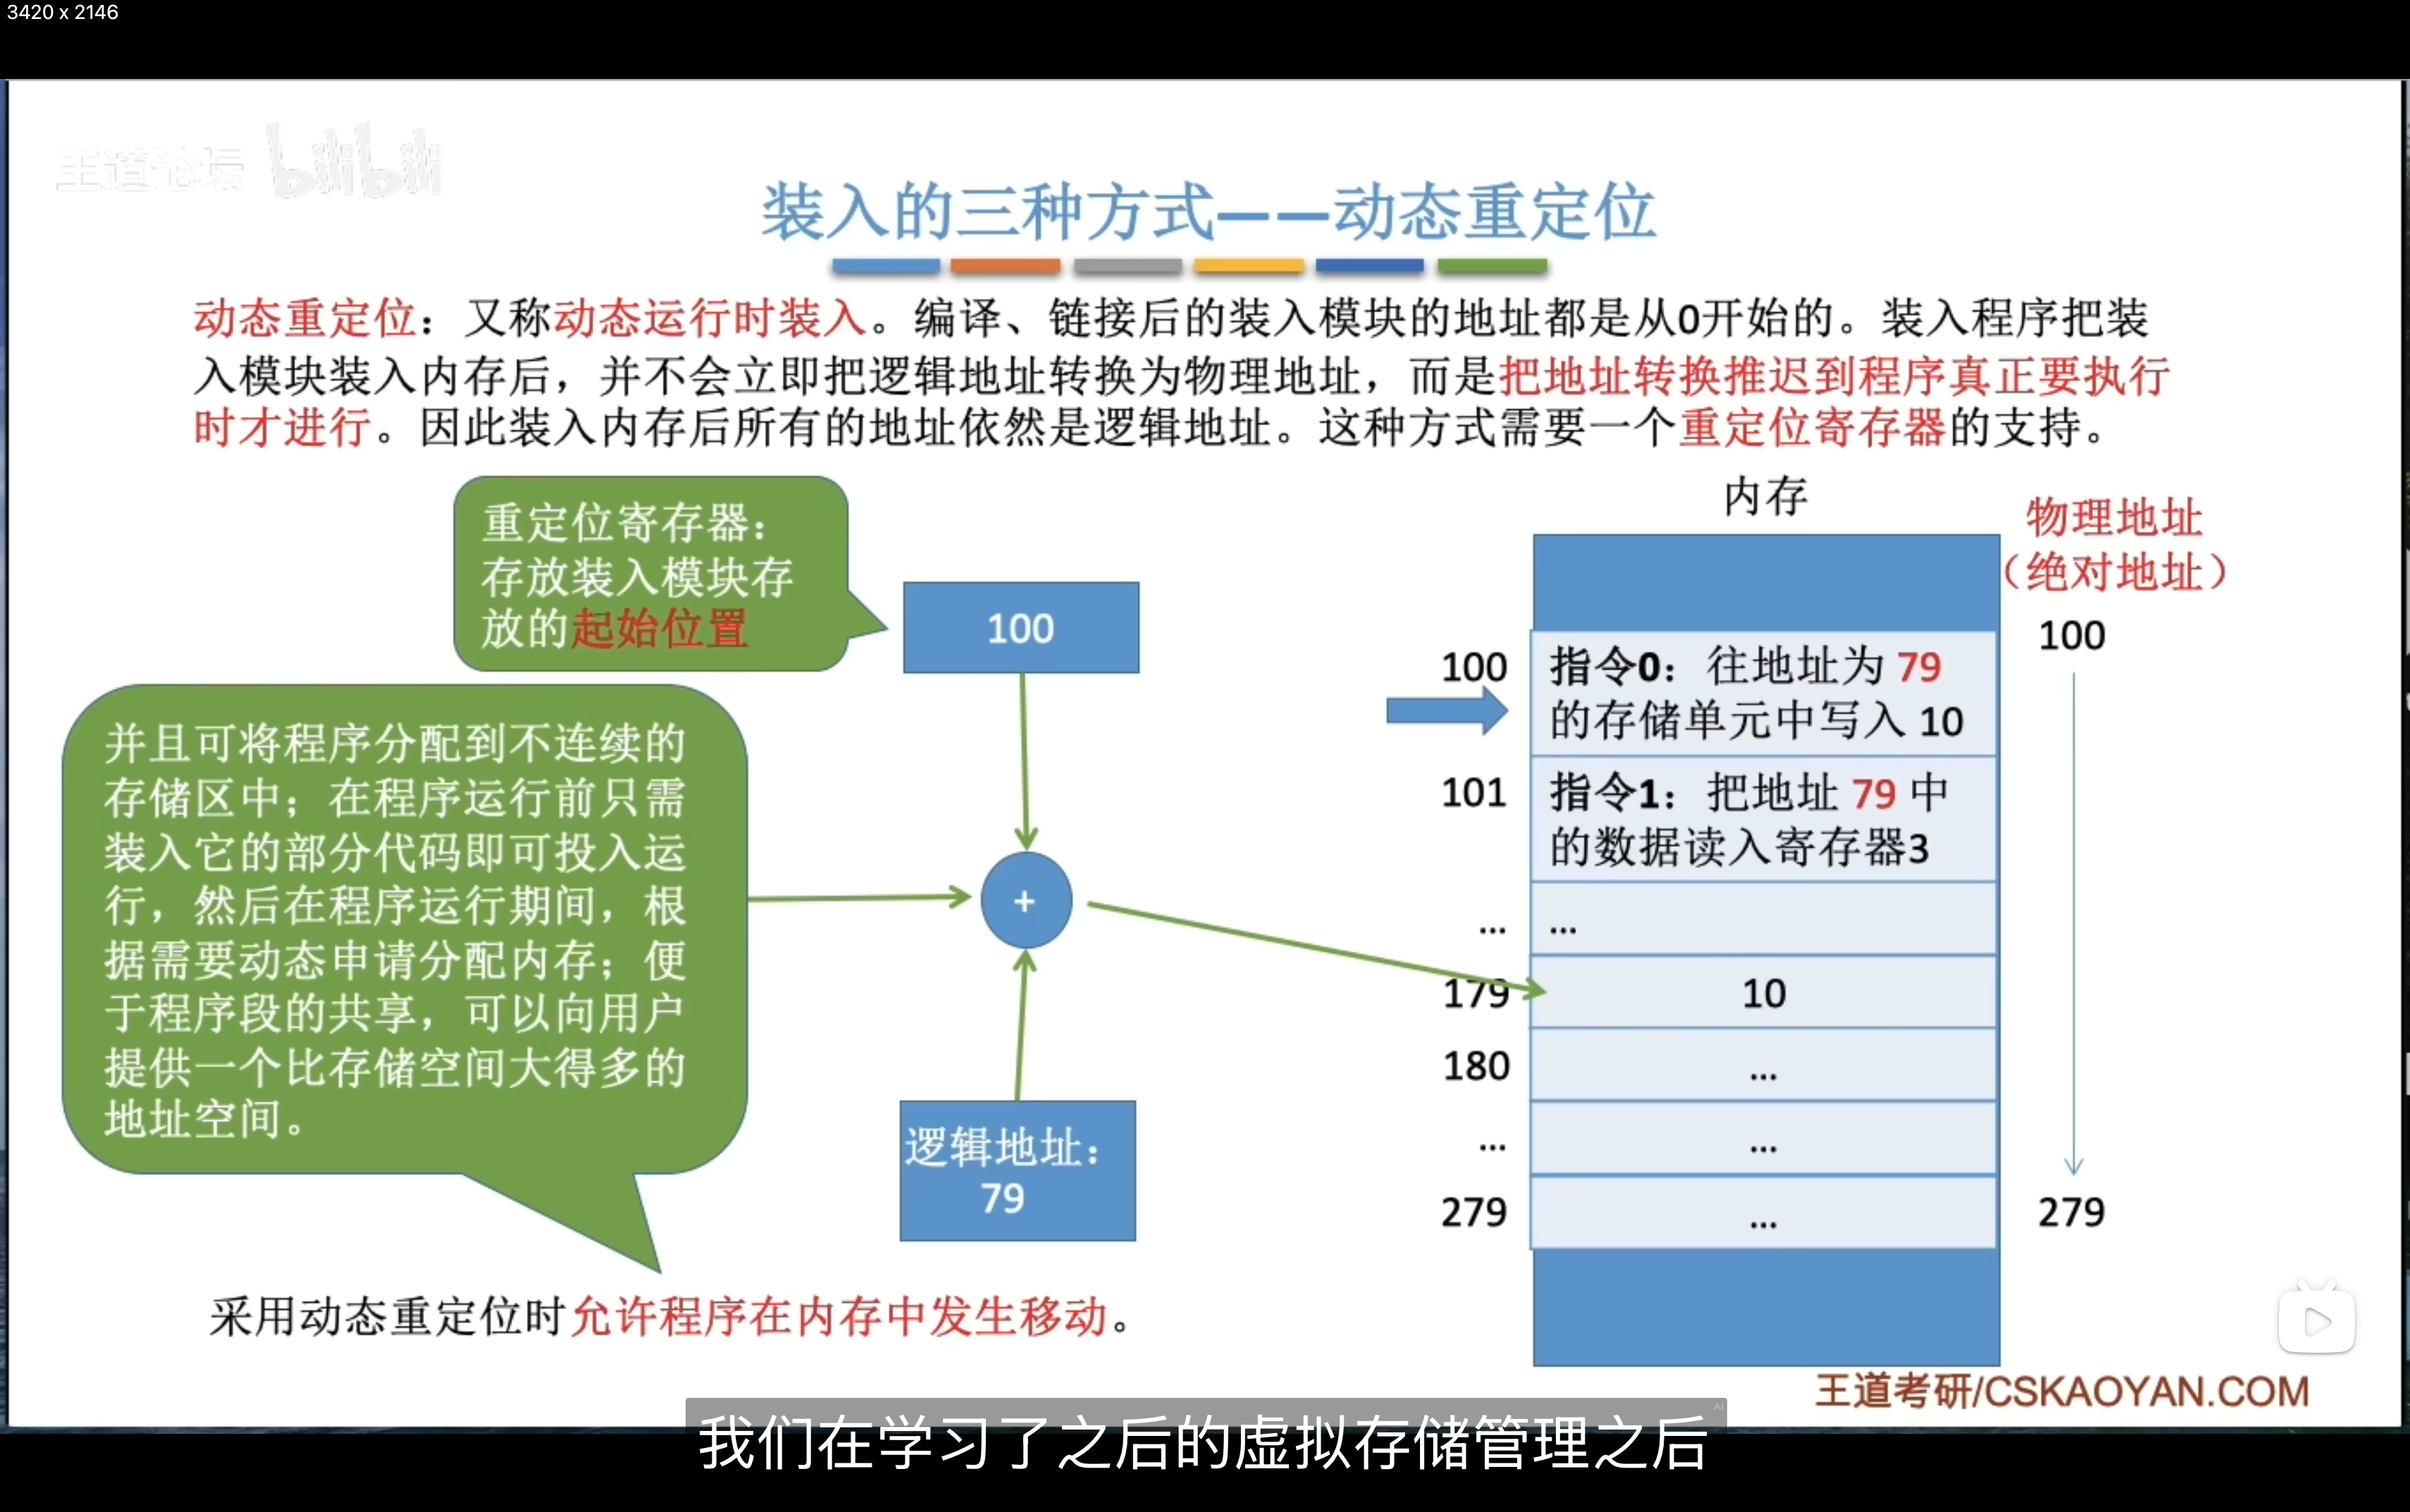 3420 x 2146
王道论坛 bilibili
装入的三种方式——动态重定位
动态重定位：又称动态运行时装入。编译、链接后的装入模块的地址都是从0开始的。装入程序把装
入模块装入内存后，并不会立即把逻辑地址转换为物理地址，而是把地址转换推迟到程序真正要执行
时才进行。因此装入内存后所有的地址依然是逻辑地址。这种方式需要一个重定位寄存器的支持。
重定位寄存器：
存放装入模块存
放的起始位置
100
并且可将程序分配到不连续的
存储区中；在程序运行前只需
装入它的部分代码即可投入运
行，然后在程序运行期间，根
据需要动态申请分配内存；便
于程序段的共享，可以向用户
提供一个比存储空间大得多的
地址空间。
+
逻辑地址：
79
采用动态重定位时允许程序在内存中发生移动。
内存
物理地址
（绝对地址）
100
279
100
指令0：往地址为 79
的存储单元中写入 10
101
指令1：把地址 79 中
的数据读入寄存器3
... ...
179 10
180 ...
... ...
279 ...
王道考研/CSKAOYAN.COM
AI
我们在学习了之后的虚拟存储管理之后